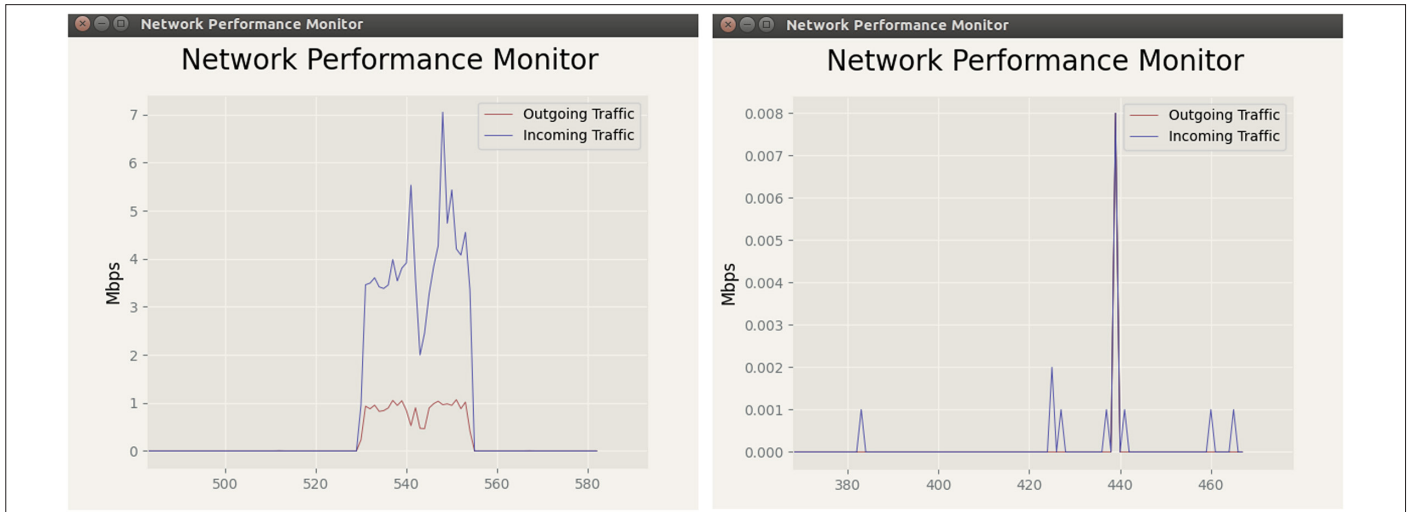 Network Performance Monitor
Network Performance Monitor
Outgoing Traffic
Incoming Traffic
7
6
5
4
3
2
1
0
Mbps
500 520 540 560 580
Network Performance Monitor
Network Performance Monitor
Outgoing Traffic
Incoming Traffic
0.008
0.007
0.006
0.005
0.004
0.003
0.002
0.001
0.000
Mbps
380 400 420 440 460